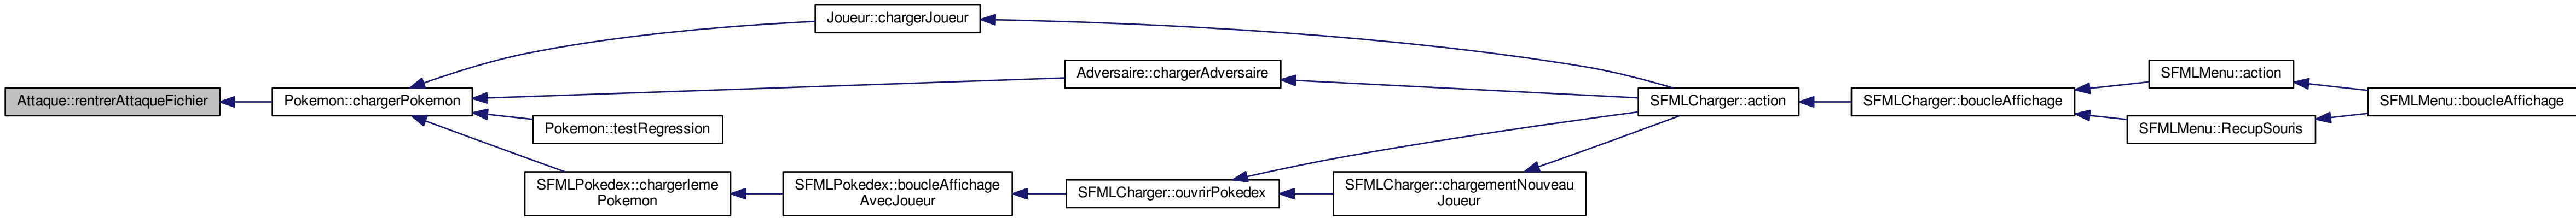 Joueur::chargerJoueur
Adversaire::chargerAdversaire
SFMLMenu::action
Attaque::rentrerAttaqueFichier
Pokemon::chargerPokemon
SFMLCharger::action
SFMLCharger::boucleAffichage
SFMLMenu::boucleAffichage
Pokemon::testRegression
SFMLMenu::RecupSouris
SFMLPokedex::chargerIeme
Pokemon
SFMLPokedex::boucleAffichage
AvecJoueur
SFMLCharger::ouvrirPokedex
SFMLCharger::chargementNouveau
Joueur